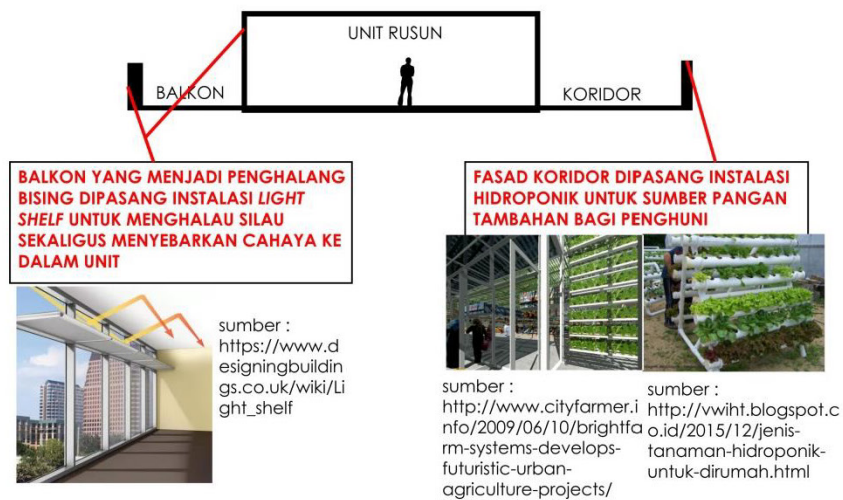 UNIT RUSUN
BALKON
KORIDOR
BALKON YANG MENJADI PENGHALANG
BISING DIPASANG INSTALASI LIGHT
SHELF UNTUK MENGHALAU SILAU
SEKALIGUS MENYEBARKAN CAHAYA KE
DALAM UNIT
sumber :
https://www.d
esigningbuildin
gs.co.uk/wiki/Li
ght_shelf
FASAD KORIDOR DIPASANG INSTALASI
HIDROPONIK UNTUK SUMBER PANGAN
TAMBAHAN BAGI PENGHUNI
sumber :
http://www.cityfarmer.i
nfo/2009/06/10/brightfa
rm-systems-develops-
futuristic-urban-
agriculture-projects/
sumber :
http://vwiht.blogspot.c
o.id/2015/12/jenis-
tanaman-hidroponik-
untuk-dirumah.html